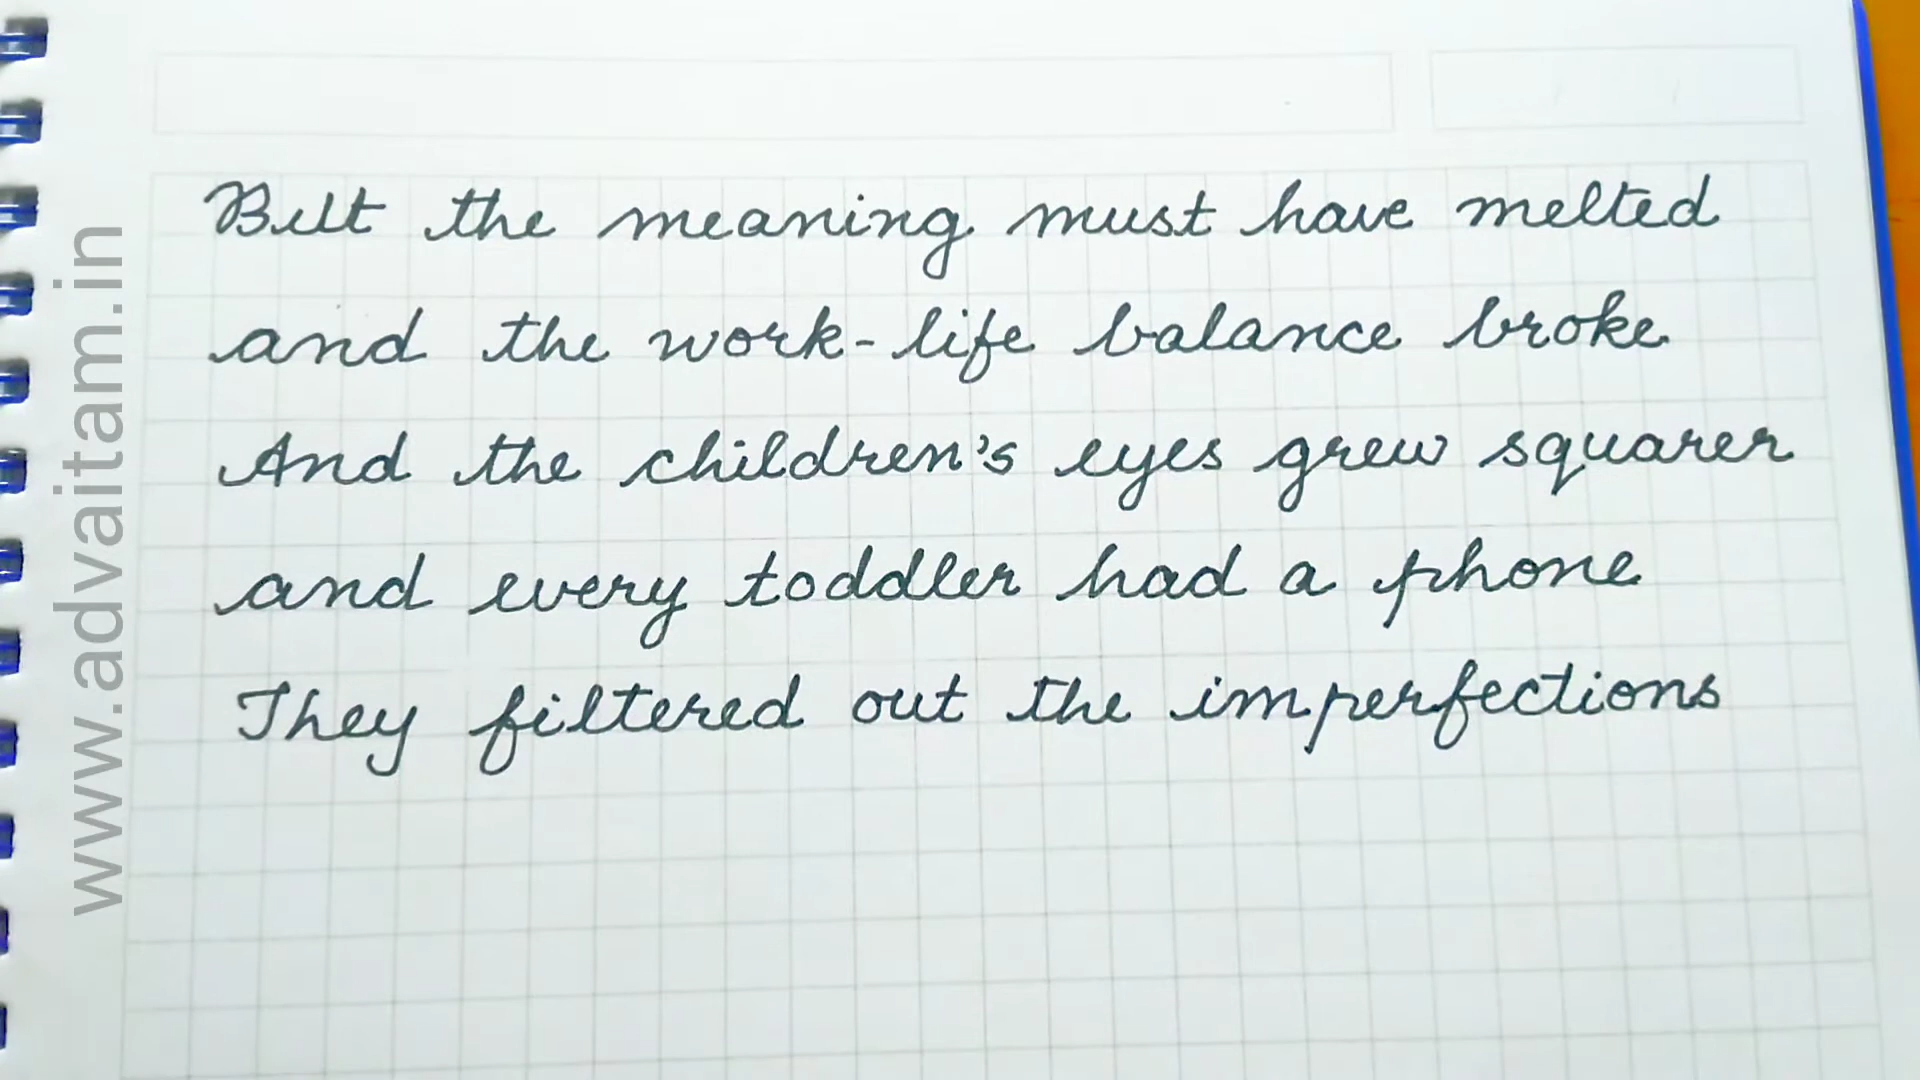 But the meaning must have melted
and the work-life balance broke
And the children's eyes grew squarer
and every toddler had a phone
They filtered out the imperfections
www.advaitam.in